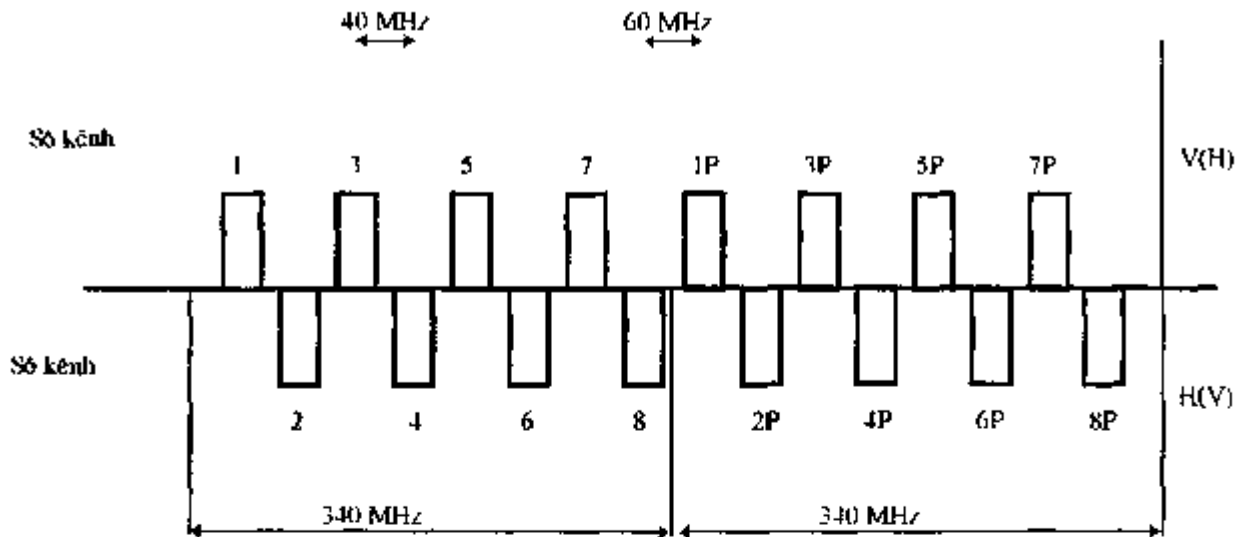 40 MHz 60 MHz
Số kênh
1 3 5 7 1P 3P 5P 7P
V(H)
Số kênh
2 4 6 8 2P 4P 6P 8P
H(V)
340 MHz 340 MHz